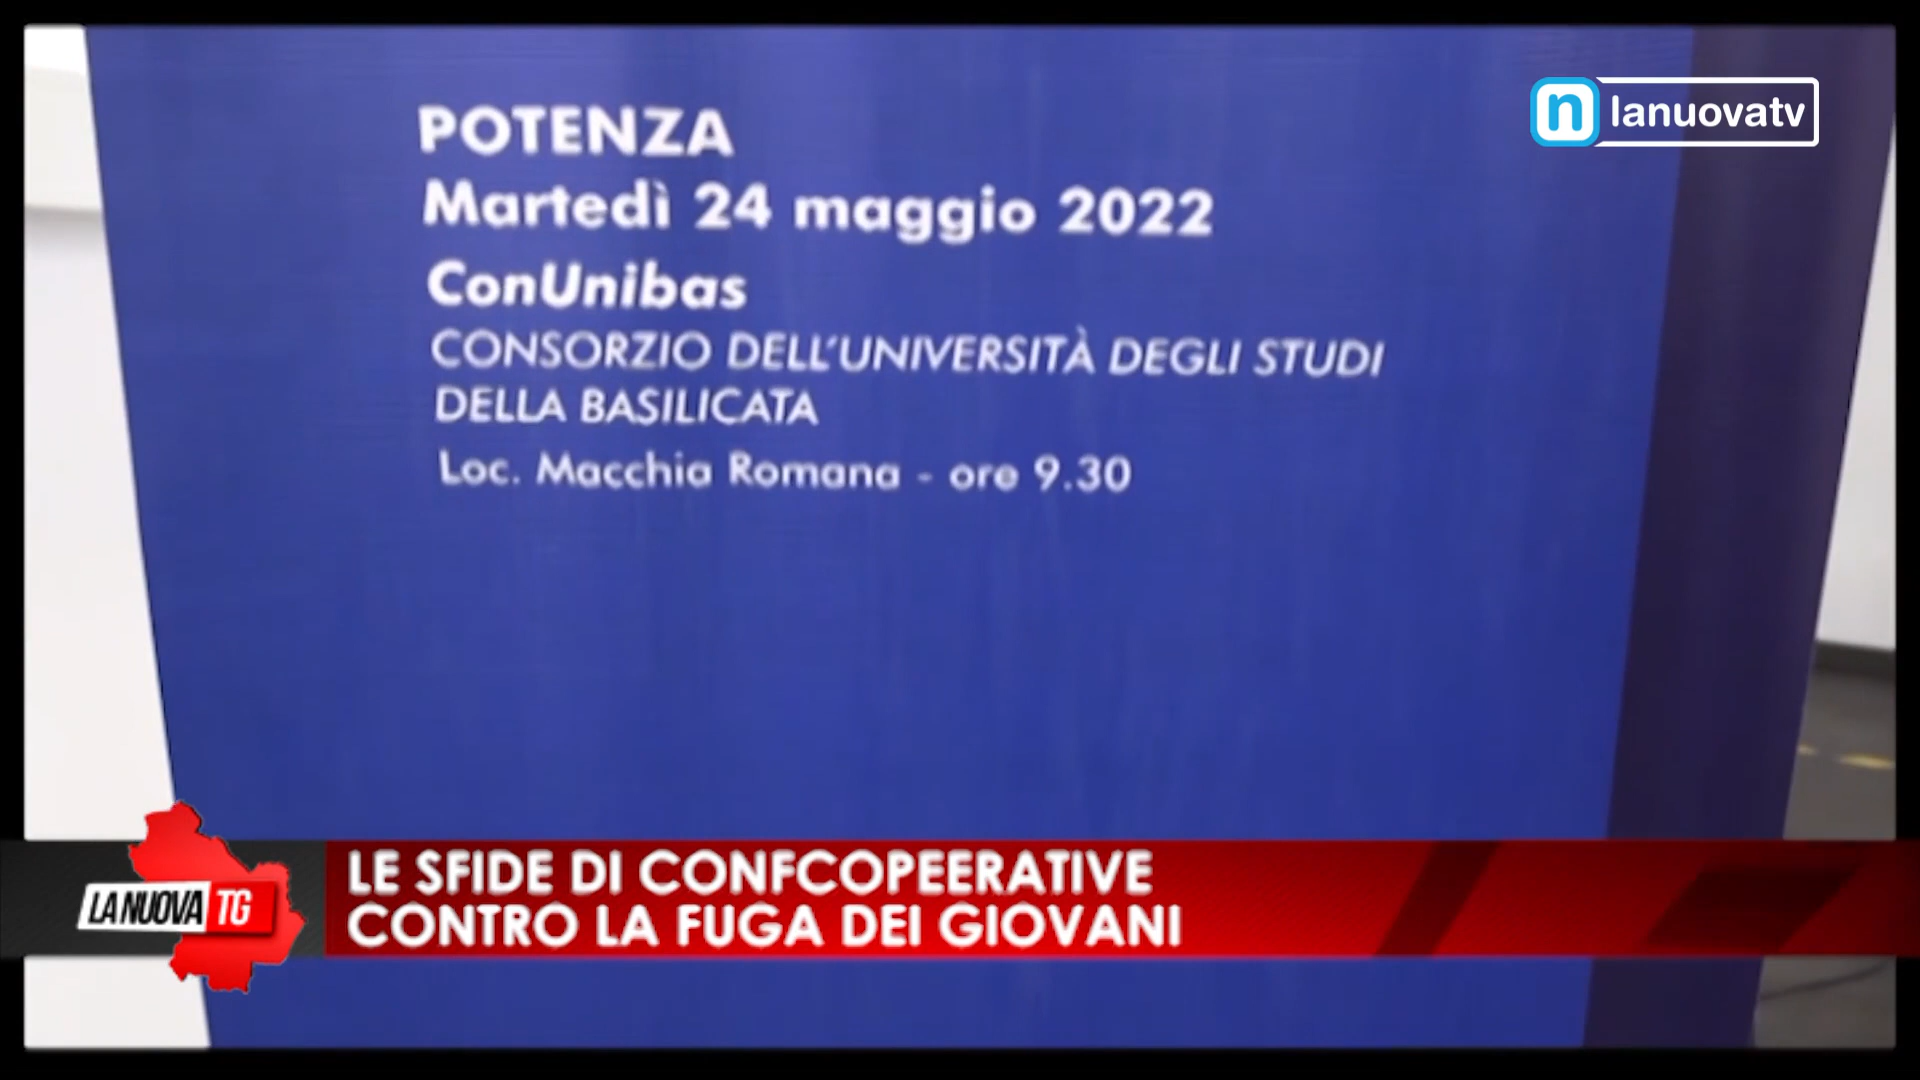 POTENZA
Martedì 24 maggio 2022
ConUnibas
CONSORZIO DELL'UNIVERSITÀ DEGLI STUDI
DELLA BASILICATA
Loc. Macchia Romana - ore 9.30
n lanuovatv
LE SFIDE DI CONFCOPEERATIVE
CONTRO LA FUGA DEI GIOVANI
LA NUOVA TG